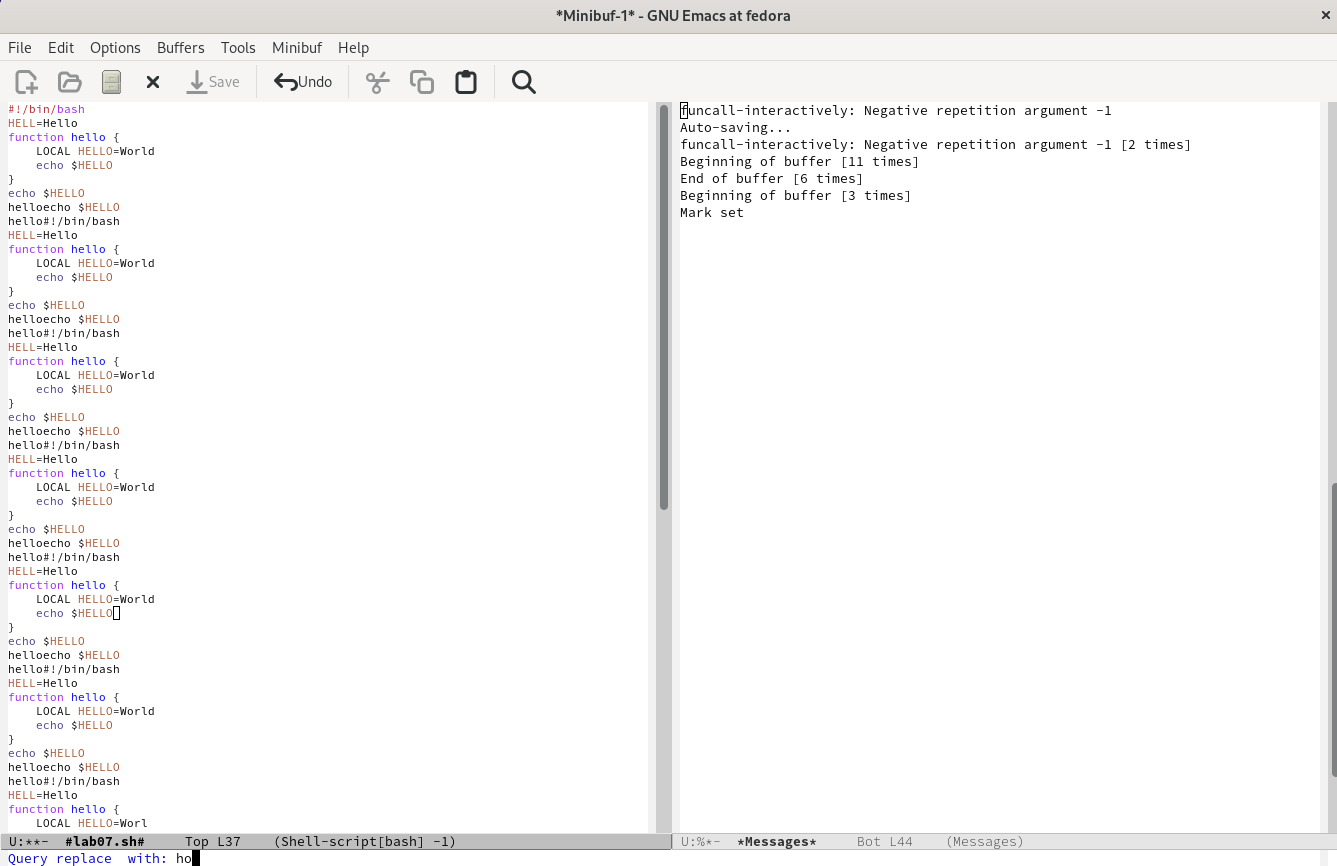 *Minibuf-1* - GNU Emacs at fedora
File Edit Options Buffers Tools Minibuf Help
Save Undo
#!/bin/bash
HELL=Hello
function hello {
    LOCAL HELLO=World
    echo $HELLO
}
echo $HELLO
helloecho $HELLO
hello#!/bin/bash
HELL=Hello
function hello {
    LOCAL HELLO=World
    echo $HELLO
}
echo $HELLO
helloecho $HELLO
hello#!/bin/bash
HELL=Hello
function hello {
    LOCAL HELLO=World
    echo $HELLO
}
echo $HELLO
helloecho $HELLO
hello#!/bin/bash
HELL=Hello
function hello {
    LOCAL HELLO=World
    echo $HELLO
}
echo $HELLO
helloecho $HELLO
hello#!/bin/bash
HELL=Hello
function hello {
    LOCAL HELLO=World
    echo $HELLO
}
echo $HELLO
helloecho $HELLO
hello#!/bin/bash
HELL=Hello
function hello {
    LOCAL HELLO=World
    echo $HELLO
}
echo $HELLO
helloecho $HELLO
hello#!/bin/bash
HELL=Hello
function hello {
    LOCAL HELLO=Worl
U:**-  #lab07.sh#     Top L37    (Shell-script[bash] -1)
funcall-interactively: Negative repetition argument -1
Auto-saving...
funcall-interactively: Negative repetition argument -1 [2 times]
Beginning of buffer [11 times]
End of buffer [6 times]
Beginning of buffer [3 times]
Mark set
U:%*-  *Messages*     Bot L44    (Messages)
Query replace  with: ho